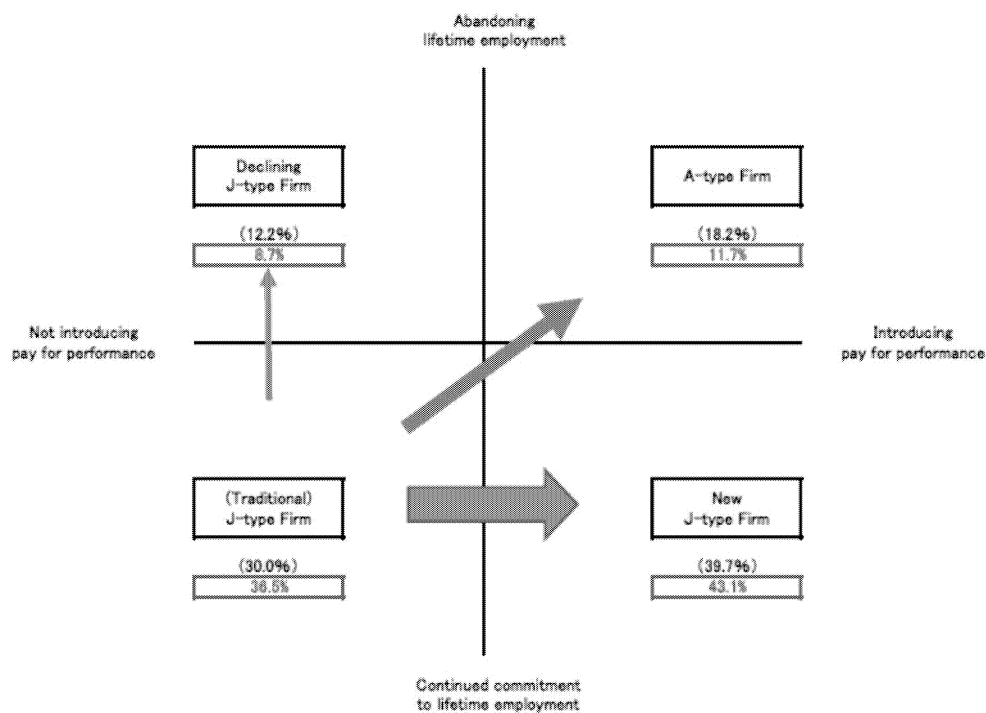 Abandoning
lifetime employment
Declining
J-type Firm
(12.2%)
8.7%
A-type Firm
(18.2%)
11.7%
Not introducing
pay for performance
Introducing
pay for performance
(Traditional)
J-type Firm
(30.0%)
36.5%
New
J-type Firm
(39.7%)
43.1%
Continued commitment
to lifetime employment